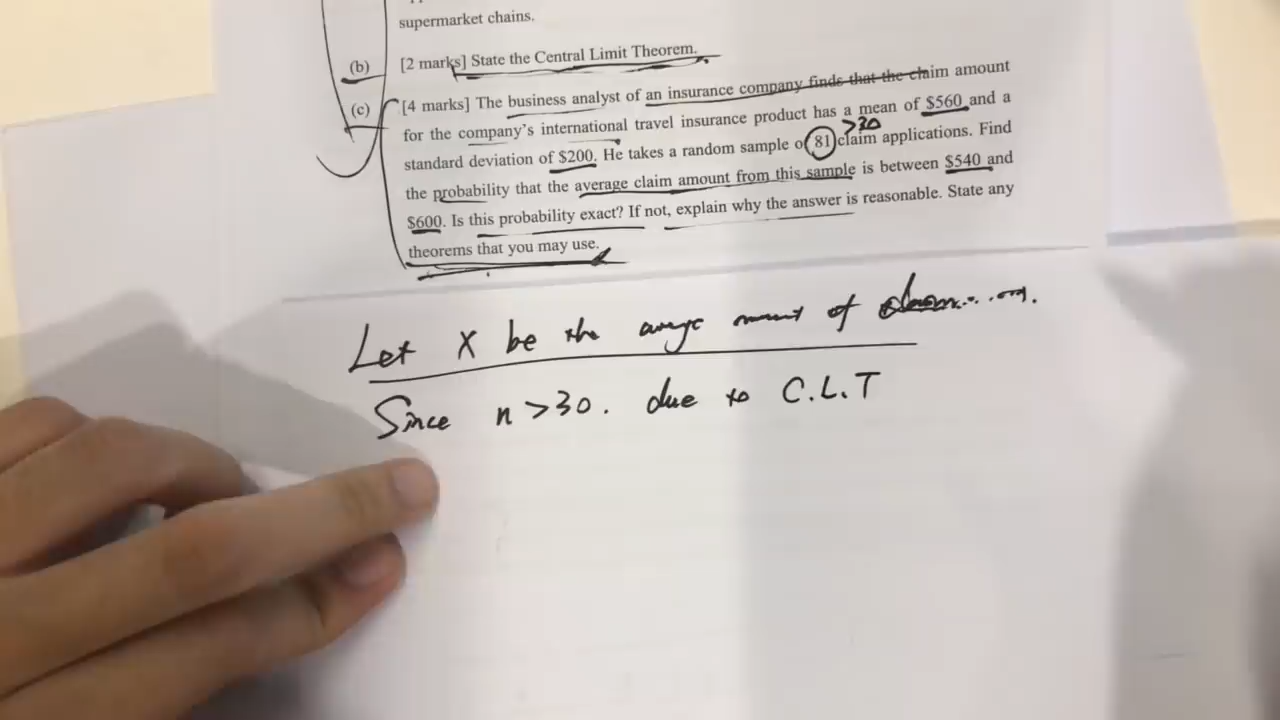 supermarket chains.
(b) [2 marks] State the Central Limit Theorem.
(c) [4 marks] The business analyst of an insurance company finds that the claim amount
for the company's international travel insurance product has a mean of $560 and a
>30
standard deviation of $200. He takes a random sample of 81 claim applications. Find
the probability that the average claim amount from this sample is between $540 and
$600. Is this probability exact? If not, explain why the answer is reasonable. State any
theorems that you may use.
Let X be the of
Since n >30. due to C.L.T